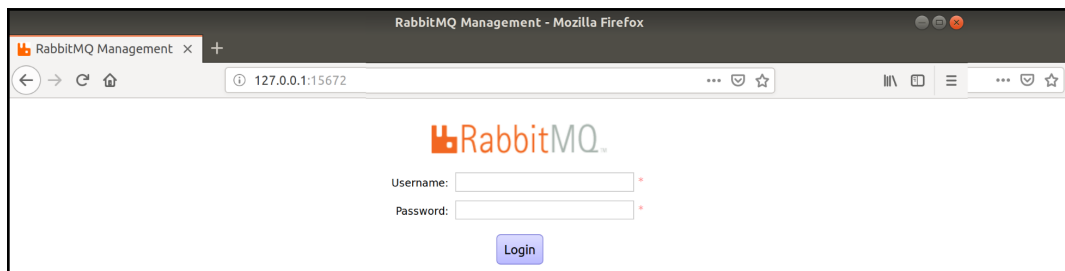 RabbitMQ Management - Mozilla Firefox
RabbitMQ Management
127.0.0.1:15672
RabbitMQ
Username: *
Password: *
Login